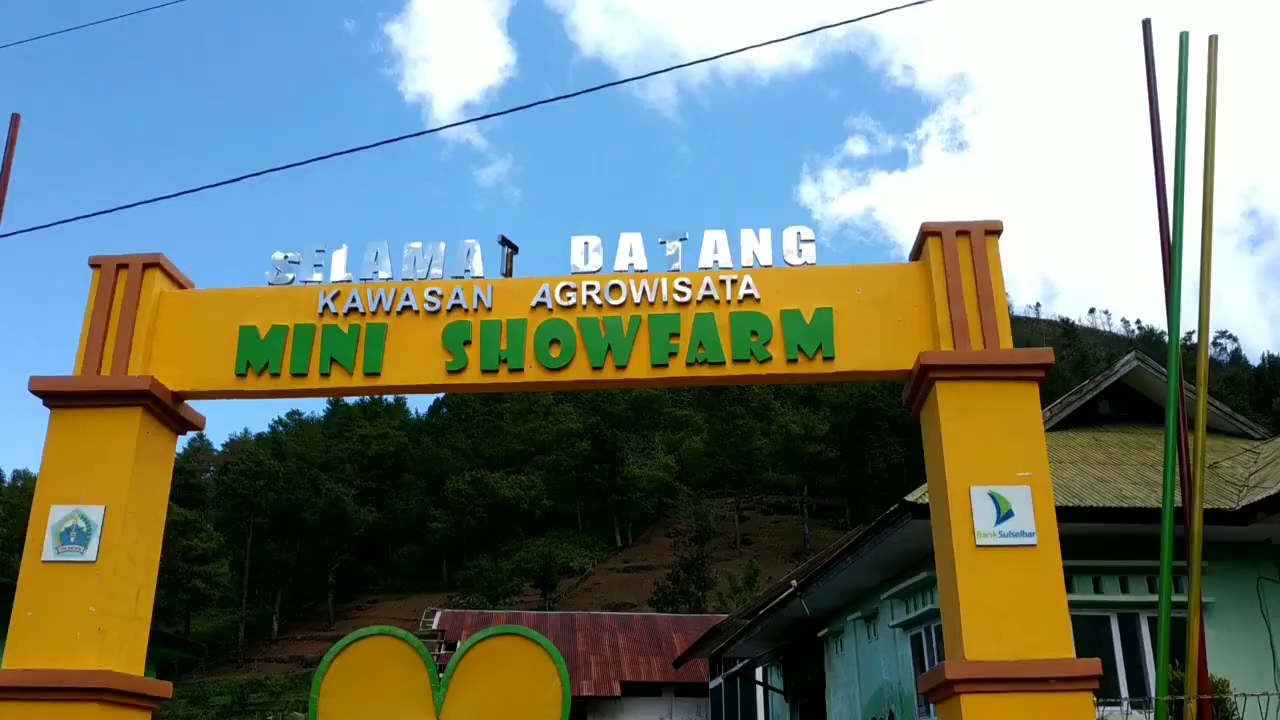 SELAMAT DATANG
KAWASAN AGROWISATA
MINI SHOWFARM
BankSulselbar